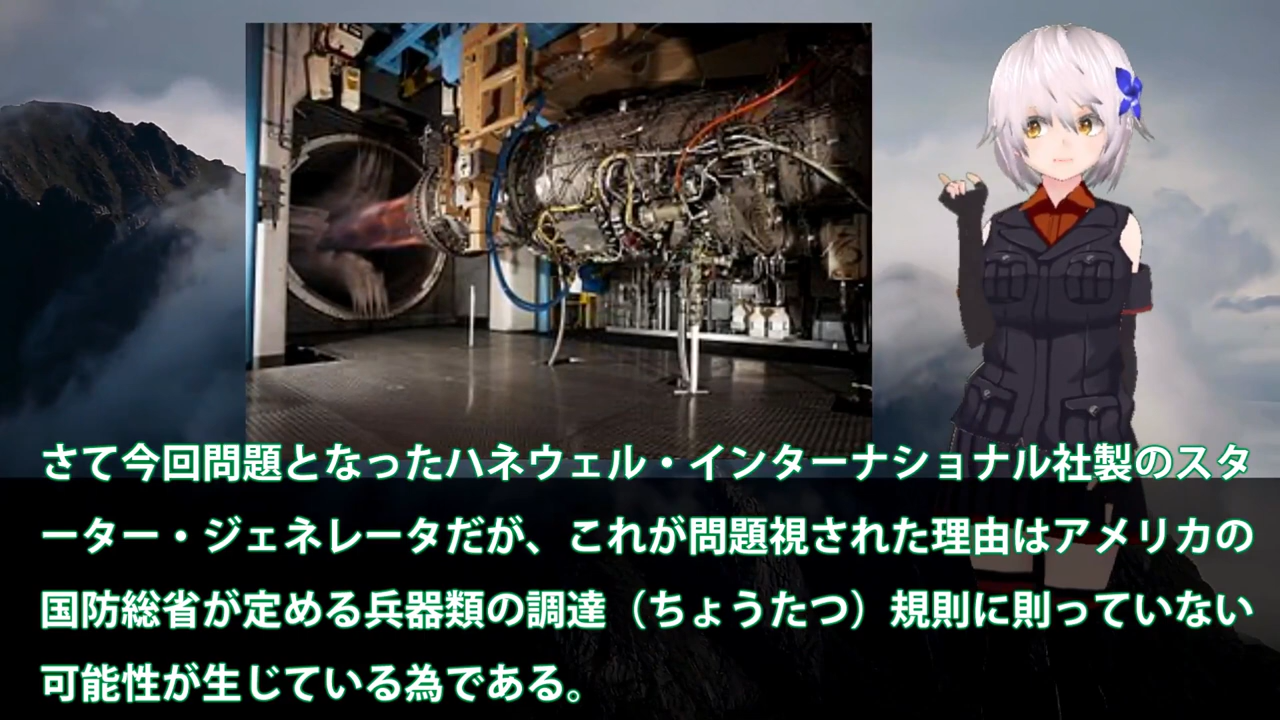 さて今回問題となったハネウェル・インターナショナル社製のスタ
ーター・ジェネレータだが、これが問題視された理由はアメリカの
国防総省が定める兵器類の調達（ちょうたつ）規則に則っていない
可能性が生じている為である。